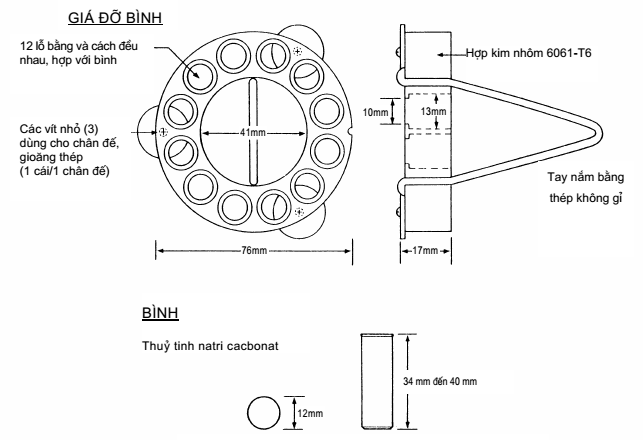 GIÁ ĐỠ BÌNH
12 lỗ bằng và cách đều
nhau, hợp với bình
Hợp kim nhôm 6061-T6
Các vít nhỏ (3)
dùng cho chân đế,
gioăng thép
(1 cái/1 chân đế)
41mm
10mm
13mm
Tay nắm bằng
thép không gỉ
76mm
17mm
BÌNH
Thuỷ tinh natri cacbonat
34 mm đến 40 mm
12mm